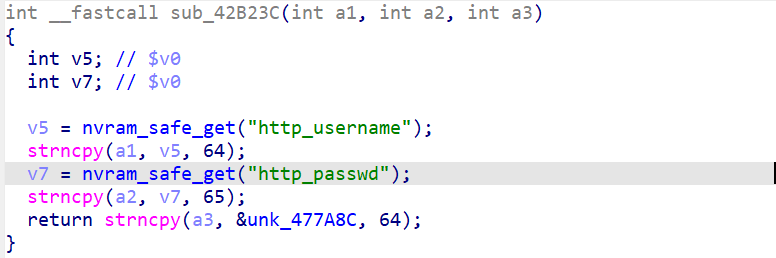 int __fastcall sub_42B23C(int a1, int a2, int a3)
{
int v5; // $v0
int v7; // $v0
v5 = nvram_safe_get("http_username");
strncpy(a1, v5, 64);
v7 = nvram_safe_get("http_passwd");
strncpy(a2, v7, 65);
return strncpy(a3, &unk_477A8C, 64);
}